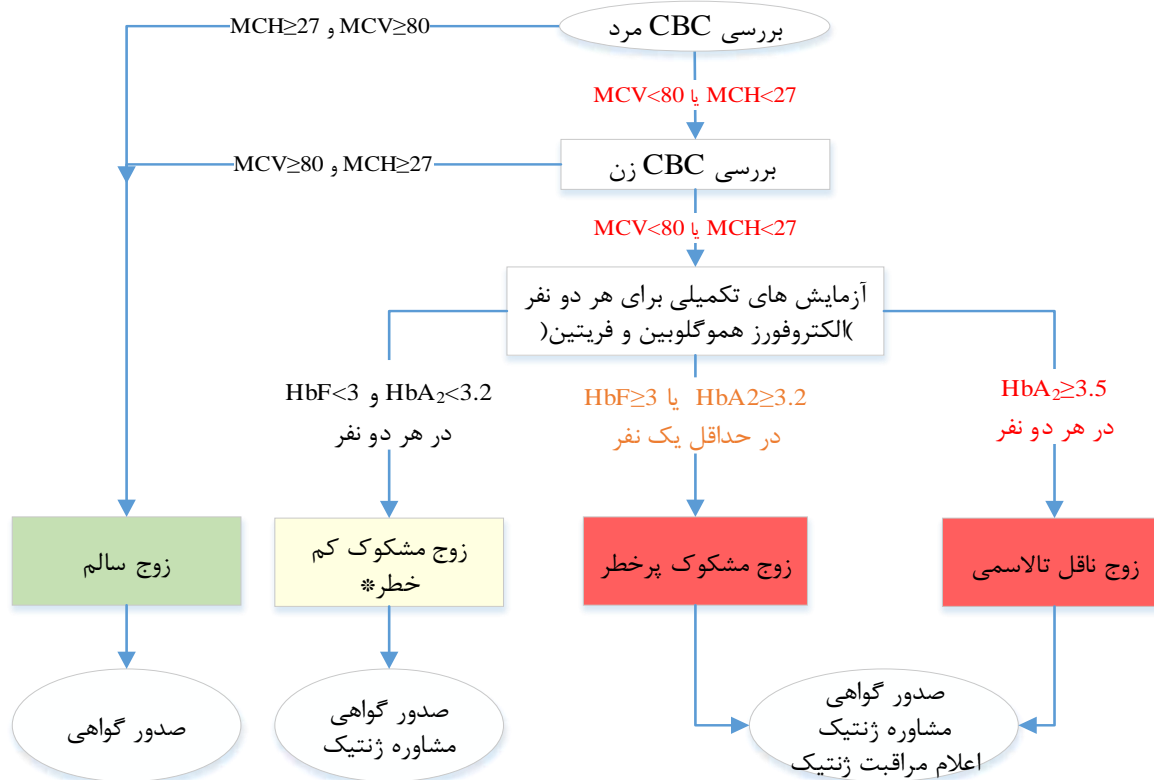 بررسی CBC مرد
MCV≥80 و MCH≥27
MCH<27 یا MCV<80
بررسی CBC زن
MCH≥27 و MCV≥80
MCH<27 یا MCV<80
آزمایش های تکمیلی برای هر دو نفر
)الکتروفورز هموگلوبین و فریتین(
HbA₂≥3.5
در هر دو نفر
HbA2≥3.2 یا HbF≥3
در حداقل یک نفر
HbA₂<3.2 و HbF<3
در هر دو نفر
زوج ناقل تالاسمی
زوج مشکوک پرخطر
زوج مشکوک کم
خطر*
زوج سالم
صدور گواهی
مشاوره ژنتیک
اعلام مراقبت ژنتیک
صدور گواهی
مشاوره ژنتیک
صدور گواهی